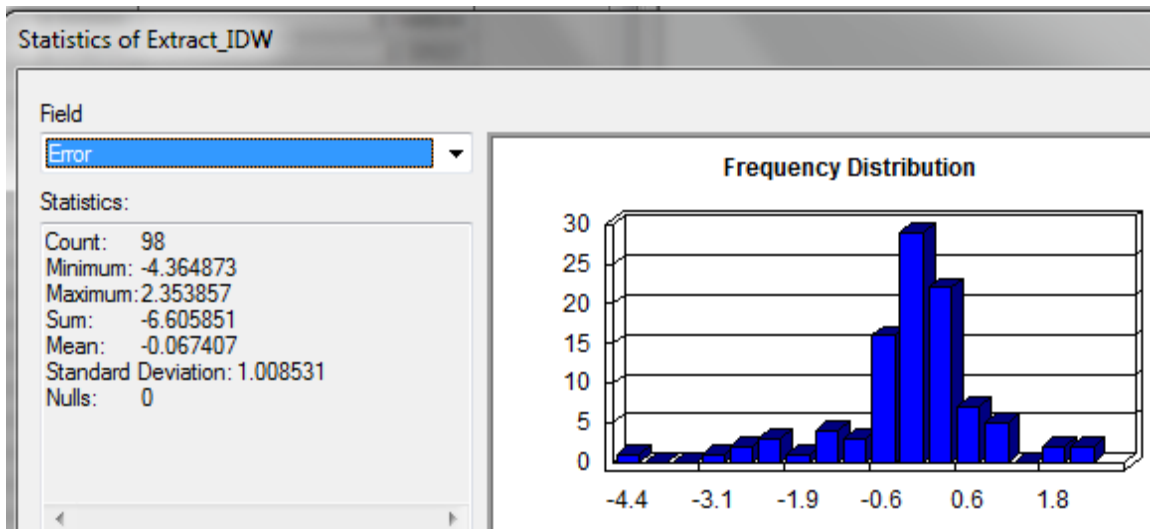 Statistics of Extract_IDW
Field
Error
Statistics:
Count: 98
Minimum: -4.364873
Maximum: 2.353857
Sum: -6.605851
Mean: -0.067407
Standard Deviation: 1.008531
Nulls: 0
Frequency Distribution
30
25
20
15
10
5
0
-4.4 -3.1 -1.9 -0.6 0.6 1.8